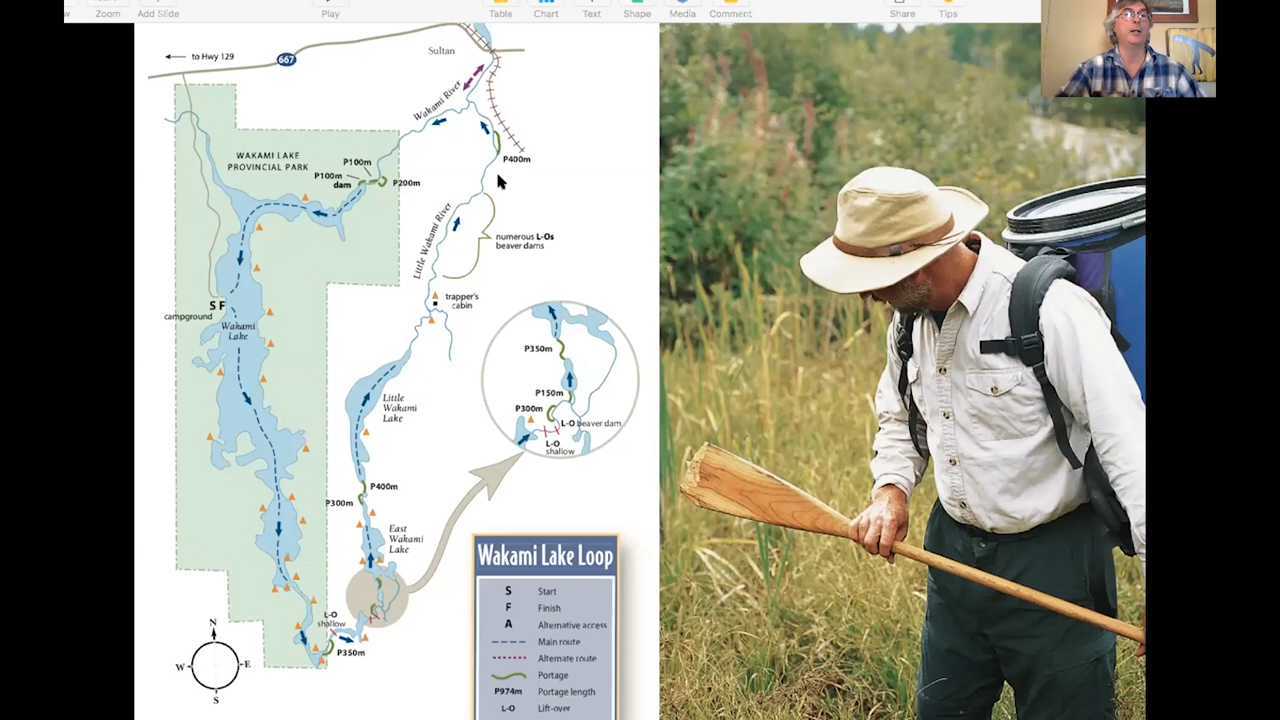 Zoom
Add Slide
Play
Table
Chart
Text
Shape
Media
Comment
Share
Tips
to Hwy 129
667
Sultan
Wakami River
WAKAMI LAKE
PROVINCIAL PARK
P100m
P100m
dam
P200m
P400m
Little Wakami River
numerous L-Os
beaver dams
trapper's
cabin
S F
campground
Wakami
Lake
P350m
P150m
P300m
L-O beaver dam
L-O
shallow
Little
Wakami
Lake
P400m
P300m
East
Wakami
Lake
L-O
shallow
P350m
N
W
E
S
Wakami Lake Loop
S Start
F Finish
A Alternative access
Main route
Alternate route
Portage
P974m Portage length
L-O Lift-over